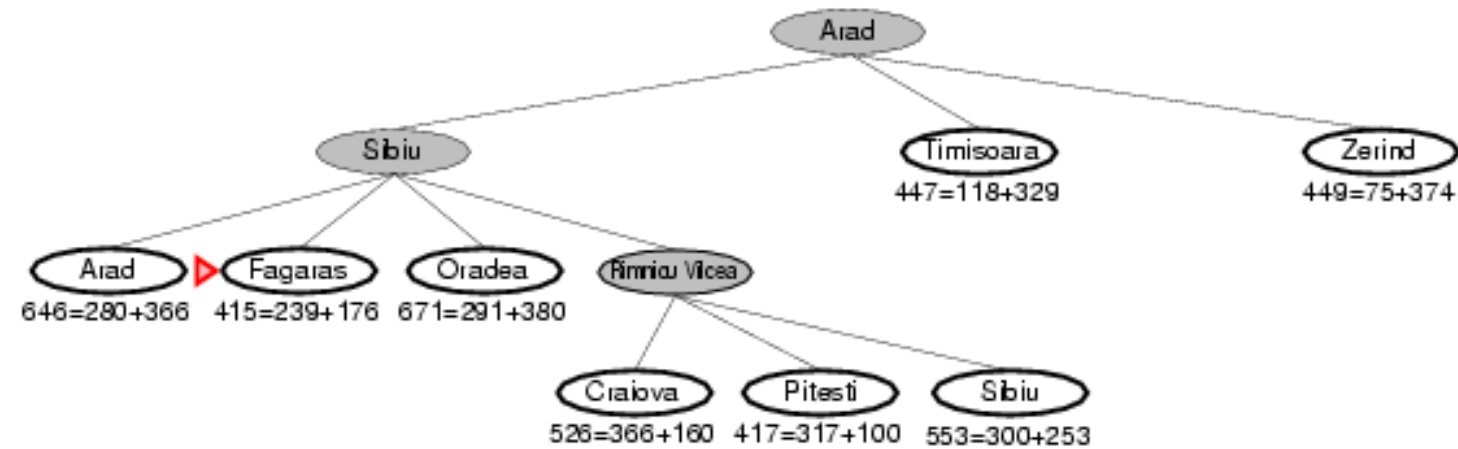 Arad
Sibiu
Timisoara
Zerind
447=118+329
449=75+374
Arad
Fagaras
Oradea
Rimnicu Vilcea
646=280+366
415=239+176
671=291+380
Craiova
Pitesti
Sibiu
526=366+160
417=317+100
553=300+253